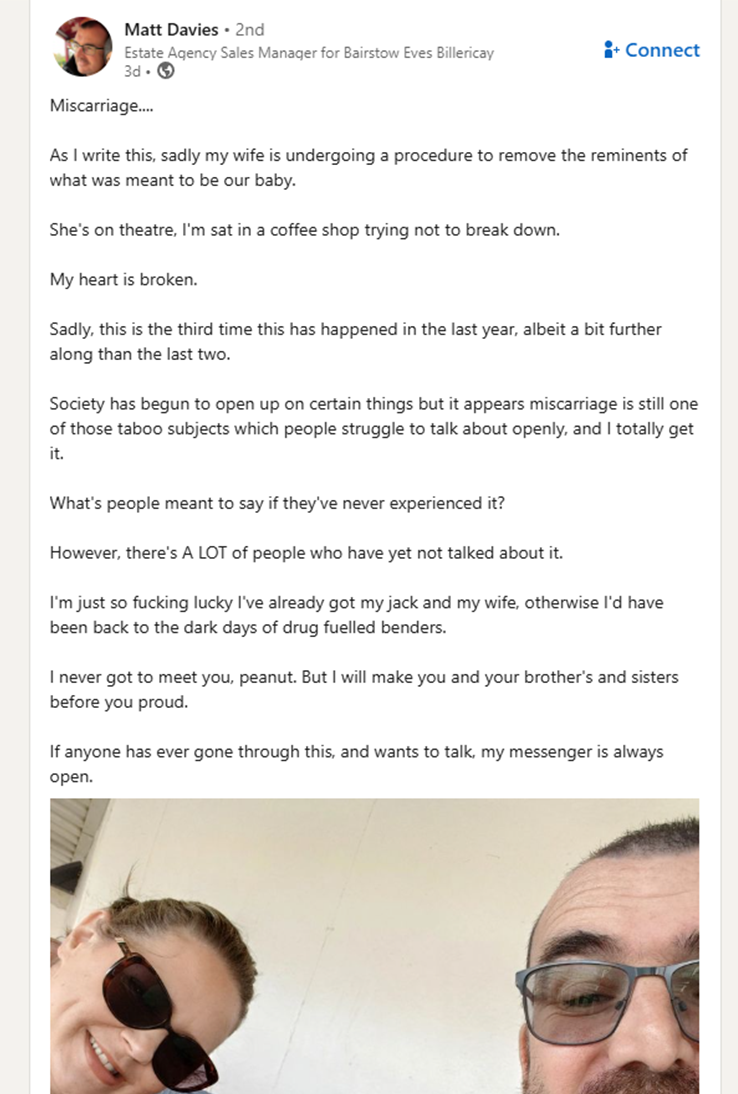 Matt Davies • 2nd
Estate Agency Sales Manager for Bairstow Eves Billericay
3d •
Connect
Miscarriage....
As I write this, sadly my wife is undergoing a procedure to remove the reminents of
what was meant to be our baby.
She's on theatre, I'm sat in a coffee shop trying not to break down.
My heart is broken.
Sadly, this is the third time this has happened in the last year, albeit a bit further
along than the last two.
Society has begun to open up on certain things but it appears miscarriage is still one
of those taboo subjects which people struggle to talk about openly, and I totally get
it.
What's people meant to say if they've never experienced it?
However, there's A LOT of people who have yet not talked about it.
I'm just so fucking lucky I've already got my jack and my wife, otherwise I'd have
been back to the dark days of drug fuelled benders.
I never got to meet you, peanut. But I will make you and your brother's and sisters
before you proud.
If anyone has ever gone through this, and wants to talk, my messenger is always
open.